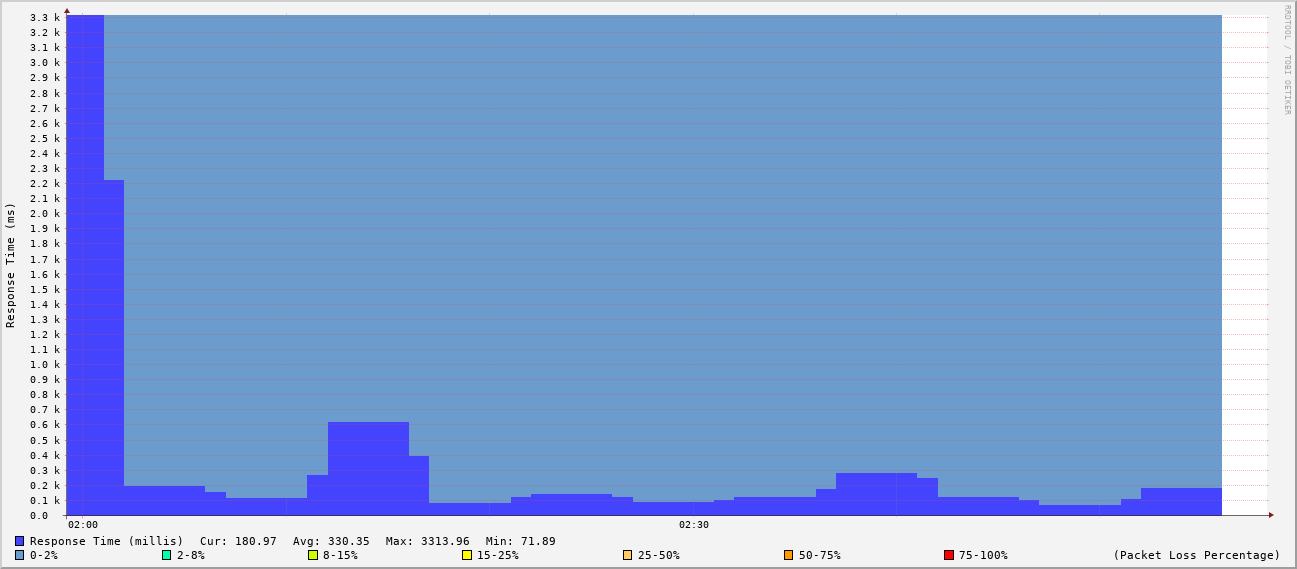 3.3 k
3.2 k
3.1 k
3.0 k
2.9 k
2.8 k
2.7 k
2.6 k
2.5 k
2.4 k
2.3 k
2.2 k
2.1 k
2.0 k
1.9 k
1.8 k
1.7 k
1.6 k
1.5 k
1.4 k
1.3 k
1.2 k
1.1 k
1.0 k
0.9 k
0.8 k
0.7 k
0.6 k
0.5 k
0.4 k
0.3 k
0.2 k
0.1 k
0.0
Response Time (ms)
RRDTOOL / TOBI OETIKER
02:00 02:30
Response Time (millis) Cur: 180.97 Avg: 330.35 Max: 3313.96 Min: 71.89
0-2% 2-8% 8-15% 15-25% 25-50% 50-75% 75-100% (Packet Loss Percentage)